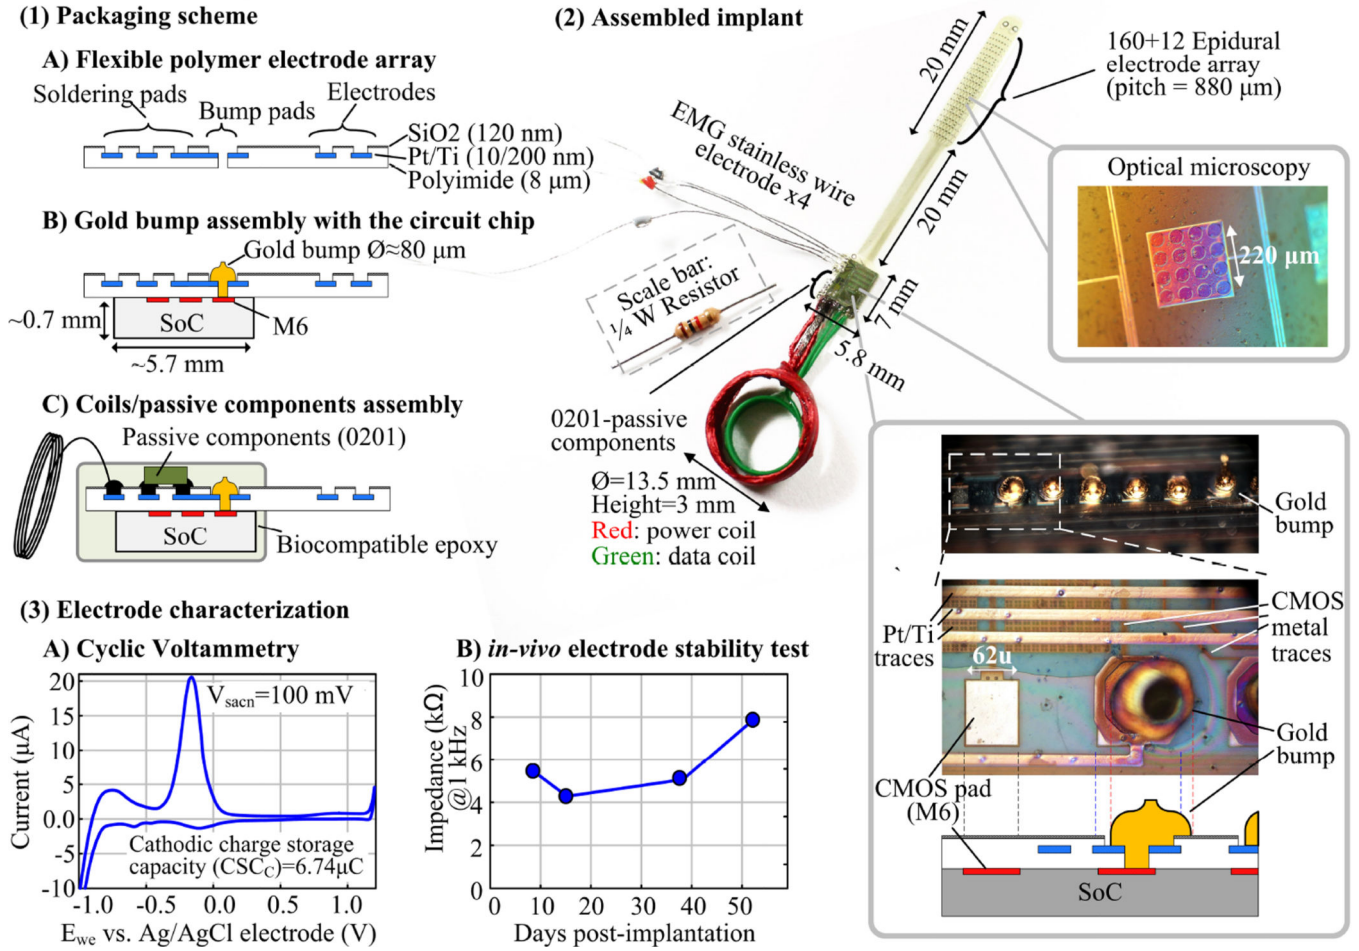 (1) Packaging scheme
A) Flexible polymer electrode array
Soldering pads
Bump pads
Electrodes
SiO2 (120 nm)
Pt/Ti (10/200 nm)
Polyimide (8 μm)
B) Gold bump assembly with the circuit chip
Gold bump Ø≈80 μm
~0.7 mm
SoC
M6
~5.7 mm
C) Coils/passive components assembly
Passive components (0201)
SoC
Biocompatible epoxy
(2) Assembled implant
20 mm
160+12 Epidural
electrode array
(pitch = 880 μm)
EMG stainless wire
electrode x4
20 mm
Scale bar:
¼ W Resistor
7 mm
5.8 mm
0201-passive
components
Ø=13.5 mm
Height=3 mm
Red: power coil
Green: data coil
Optical microscopy
220 μm
Gold
bump
Pt/Ti
traces
CMOS
metal
traces
62u
Gold
bump
CMOS pad
(M6)
SoC
(3) Electrode characterization
A) Cyclic Voltammetry
Current (μA)
20
15
10
5
0.0
-5
-10
Vsacn=100 mV
Cathodic charge storage
capacity (CSCC)=6.74μC
-1.0 -0.5 0.0 0.5 1.0
Ewe vs. Ag/AgCl electrode (V)
B) in-vivo electrode stability test
Impedance (kΩ)
@1 kHz
10
8
6
4
2
0
0 10 20 30 40 50
Days post-implantation